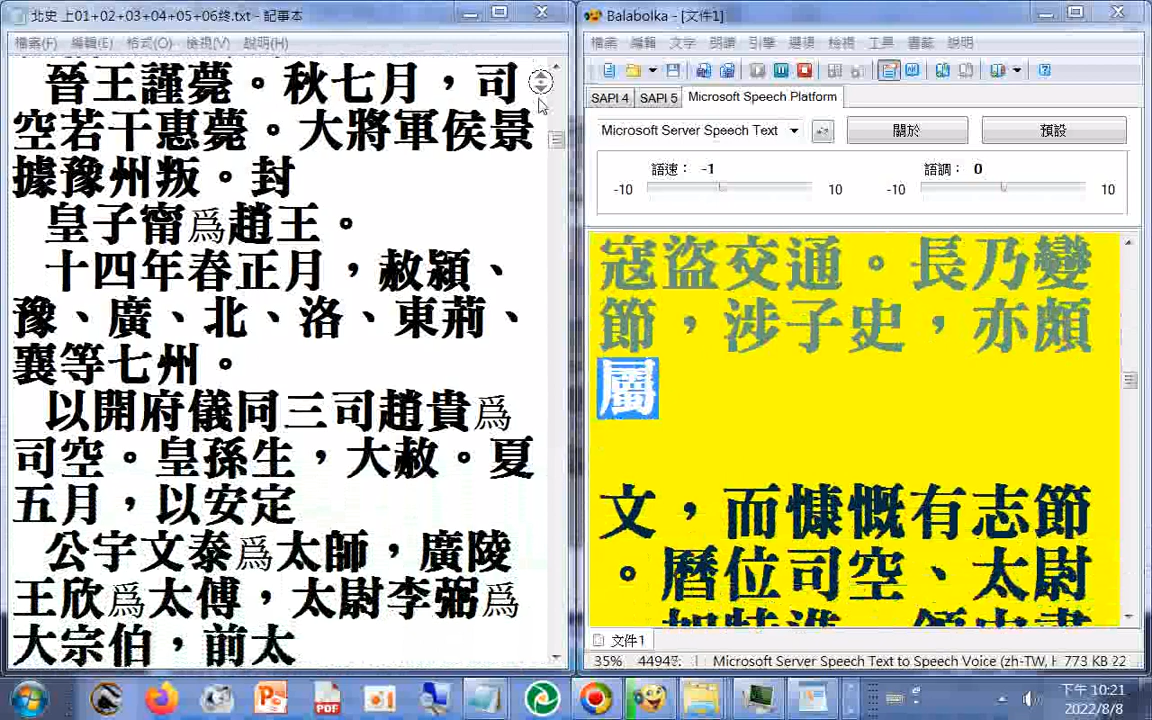 北史 上01+02+03+04+05+06终.txt - 記事本
檔案(F) 編輯(E) 格式(O) 檢視(V) 說明(H)
晉王謹薨。秋七月，司
空若干惠薨。大將軍侯景
據豫州叛。封
皇子甯爲趙王。
十四年春正月，赦潁、
豫、廣、北、洛、東荊、
襄等七州。
以開府儀同三司趙貴爲
司空。皇孫生，大赦。夏
五月，以安定
公宇文泰爲太師，廣陵
王欣爲太傅，太尉李弼爲
大宗伯，前太
Balabolka - [文件1]
檔案 編輯 文字 朗讀 引擎 選項 檢視 工具 書籤 說明
SAPI 4 SAPI 5 Microsoft Speech Platform
Microsoft Server Speech Text 關於 預設
語速： -1 語調： 0
-10 10 -10 10
寇盜交通。長乃變
節，涉子史，亦頗
屬
文，而慷慨有志節
。曆位司空、太尉
文件1
35% Microsoft Server Speech Text to Speech Voice (zh-TW, H 773 KB 22
下午 10:21
2022/8/8